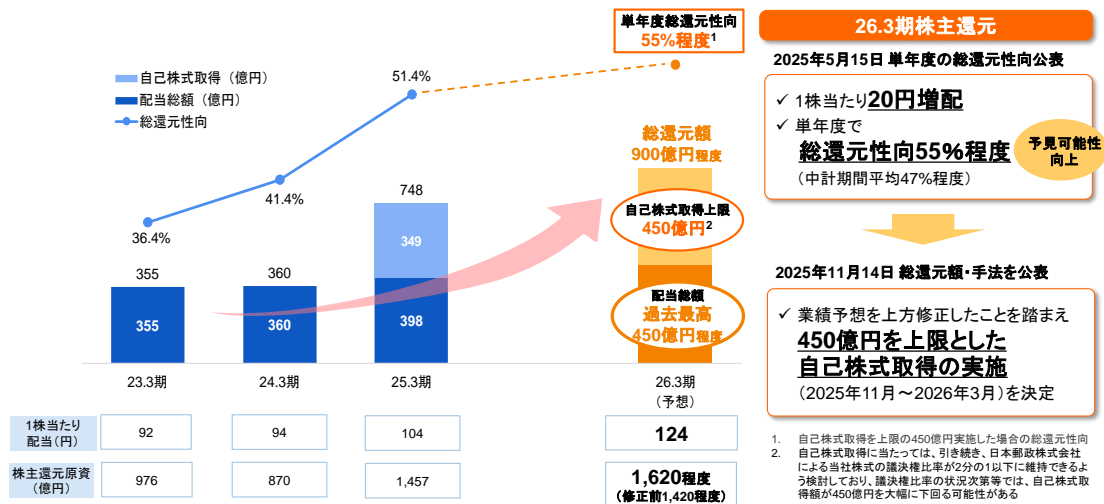 単年度総還元性向
55%程度1
自己株式取得（億円）
配当総額（億円）
総還元性向
51.4%
41.4%
36.4%
総還元額
900億円程度
748
自己株式取得上限
450億円2
349
355
360
355
360
398
配当総額
過去最高
450億円程度
23.3期
24.3期
25.3期
26.3期
（予想）
1株当たり
配当（円）
92
94
104
124
株主還元原資
（億円）
976
870
1,457
1,620程度
（修正前1,420程度）
26.3期株主還元
2025年5月15日 単年度の総還元性向公表
✓ 1株当たり20円増配
✓ 単年度で
総還元性向55%程度
（中計期間平均47%程度）
予見可能性
向上
2025年11月14日 総還元額・手法を公表
✓ 業績予想を上方修正したことを踏まえ
450億円を上限とした
自己株式取得の実施
（2025年11月～2026年3月）を決定
1. 自己株式取得を上限の450億円実施した場合の総還元性向
2. 自己株式取得に当たっては、引き続き、日本郵政株式会社
による当社株式の議決権比率が2分の1以下に維持できるよ
う検討しており、議決権比率の状況次第等では、自己株式取
得額が450億円を大幅に下回る可能性がある